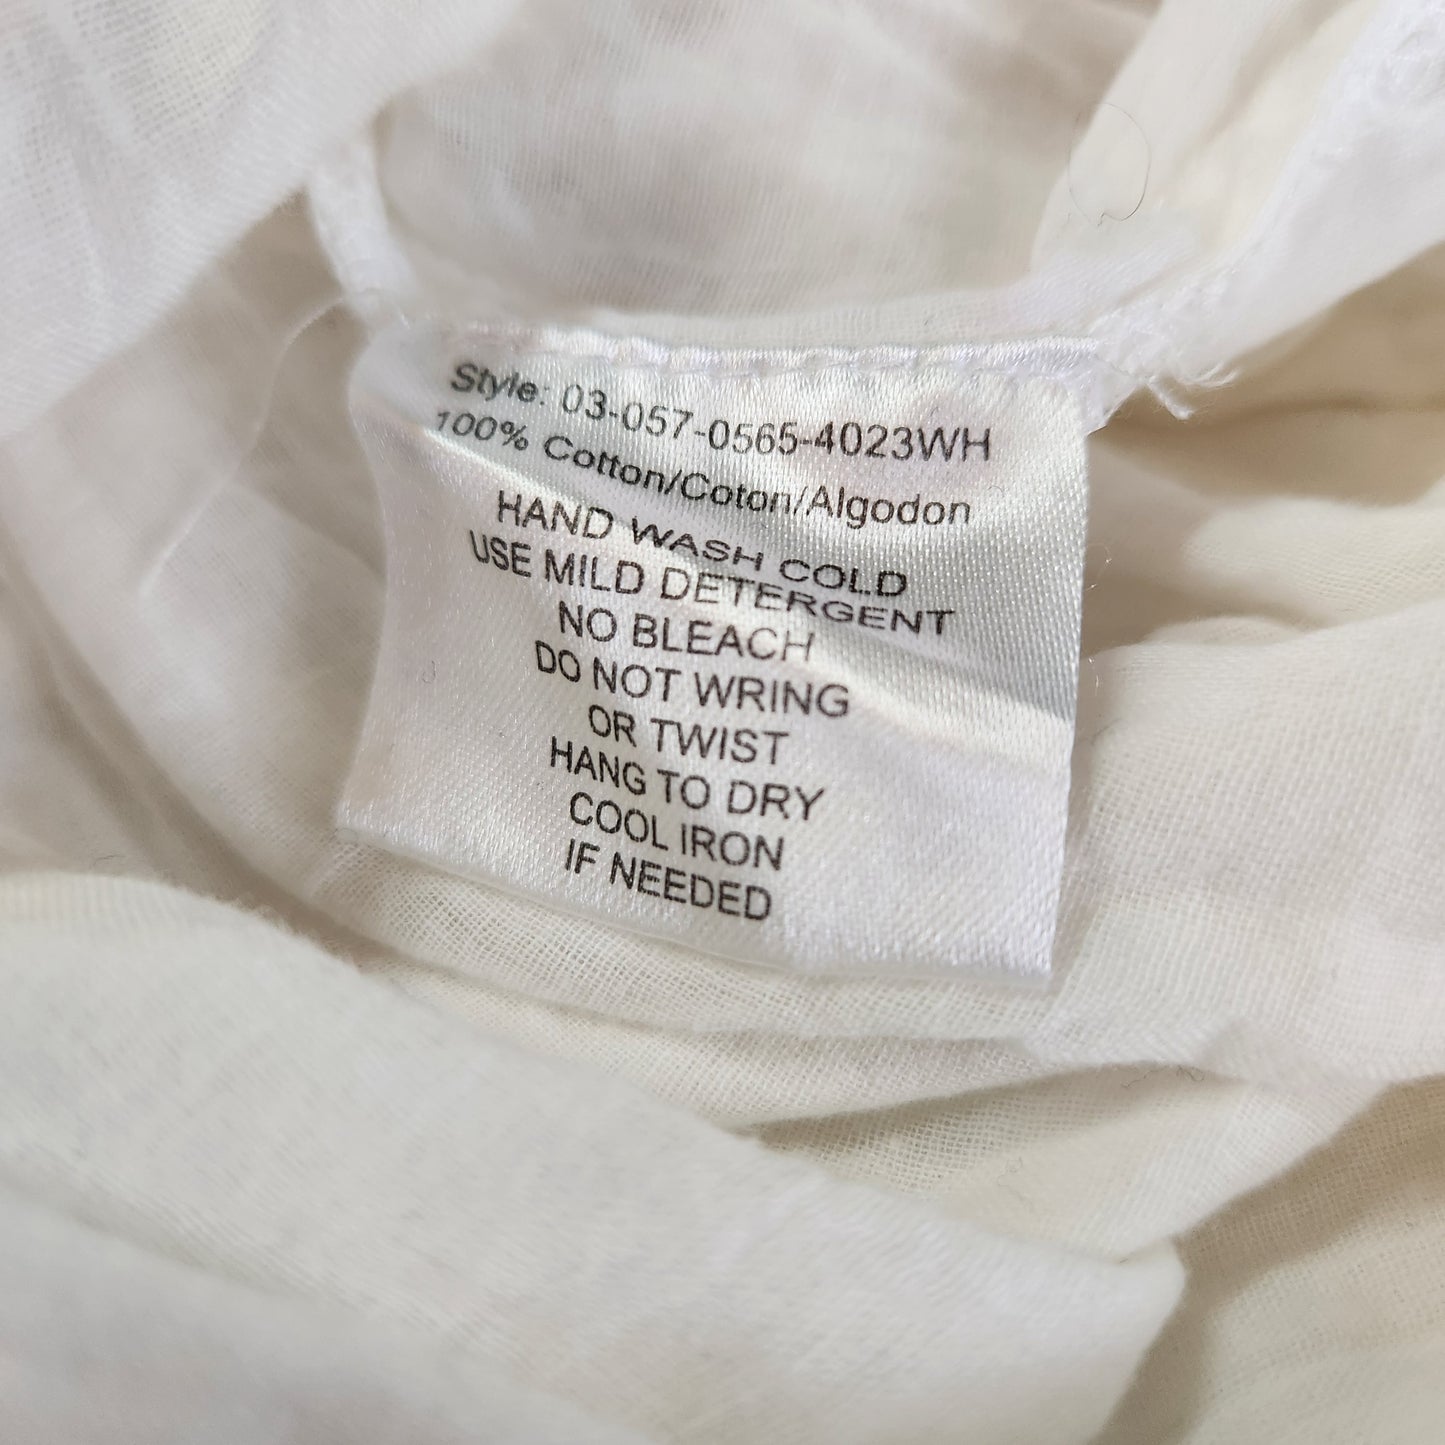 Style: 03-057-0565-4023WH
100% Cotton/Coton/Algodon
HAND WASH COLD
USE MILD DETERGENT
NO BLEACH
DO NOT WRING
OR TWIST
HANG TO DRY
COOL IRON
IF NEEDED